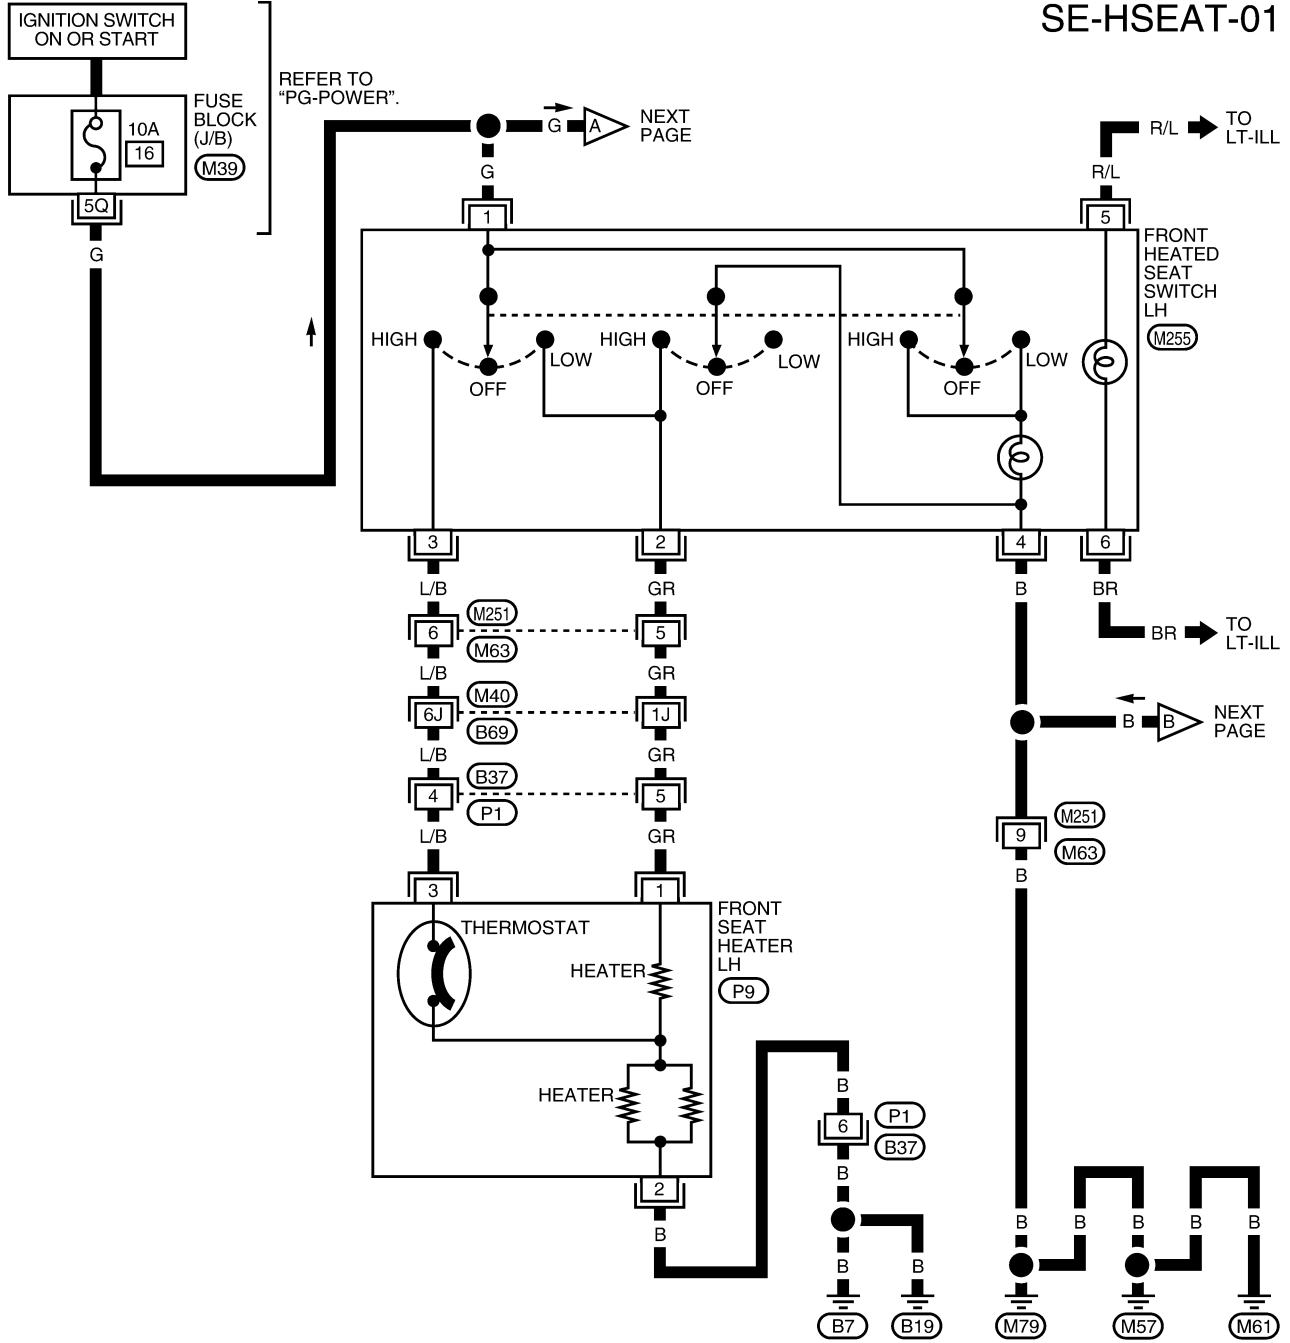 SE-HSEAT-01
IGNITION SWITCH
ON OR START
REFER TO
“PG-POWER”.
FUSE
BLOCK
(J/B)
M39
10A
16
5Q
G
G
A
NEXT
PAGE
G
1
R/L
TO
LT-ILL
R/L
5
FRONT
HEATED
SEAT
SWITCH
LH
M255
HIGH
OFF
LOW
HIGH
OFF
LOW
HIGH
OFF
LOW
3
2
4
6
L/B
GR
B
BR
M251
6
5
M63
BR
TO
LT-ILL
L/B
GR
M40
6J
1J
B69
B
B
NEXT
PAGE
L/B
GR
B37
4
5
P1
M251
9
M63
L/B
GR
B
3
1
FRONT
SEAT
HEATER
LH
P9
THERMOSTAT
HEATER
HEATER
2
B
B
6
P1
B37
B
B
B
B
B
B
B
B
B7
B19
M79
M57
M61